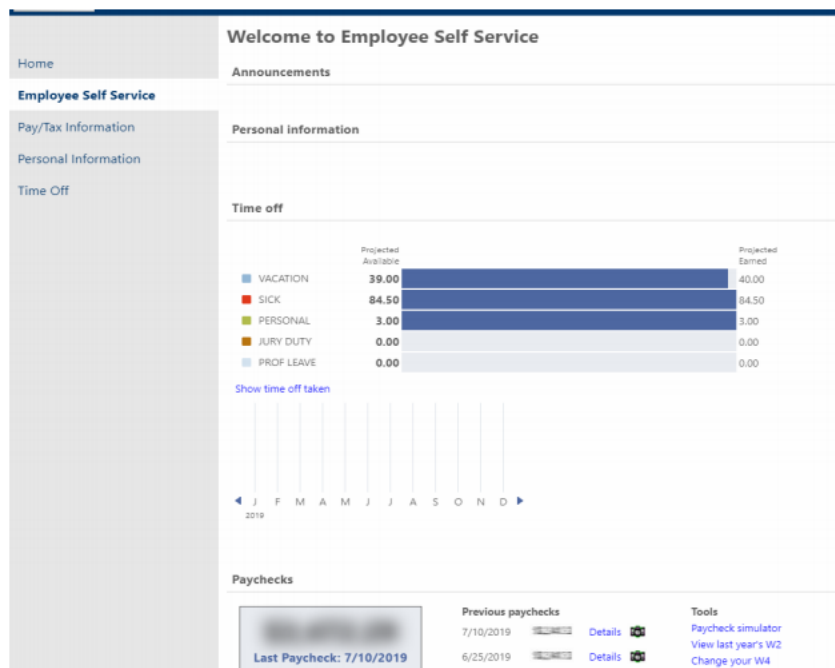 Welcome to Employee Self Service
Home
Announcements
Employee Self Service
Pay/Tax Information
Personal information
Personal Information
Time Off
Time off
Projected Available
Projected Earned
VACATION 39.00 40.00
SICK 84.50 84.50
PERSONAL 3.00 3.00
JURY DUTY 0.00 0.00
PROF LEAVE 0.00 0.00
Show time off taken
J F M A M J J A S O N D
2019
Paychecks
Previous paychecks
Tools
7/10/2019 Details
Paycheck simulator
View last year's W2
Last Paycheck: 7/10/2019
6/25/2019 Details
Change your W4